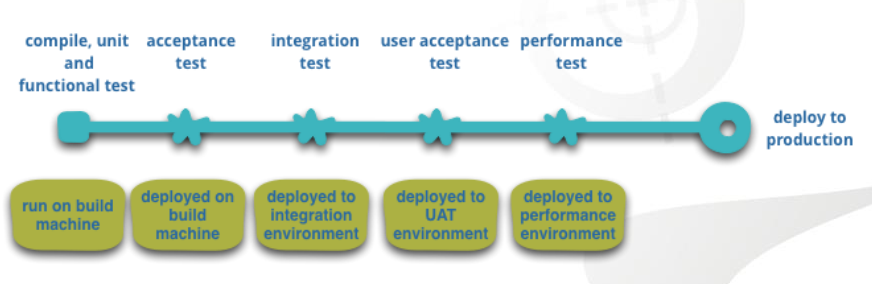 compile, unit
and
functional test
acceptance
test
integration
test
user acceptance
test
performance
test
deploy to
production
run on build
machine
deployed on
build
machine
deployed to
integration
environment
deployed to
UAT
environment
deployed to
performance
environment